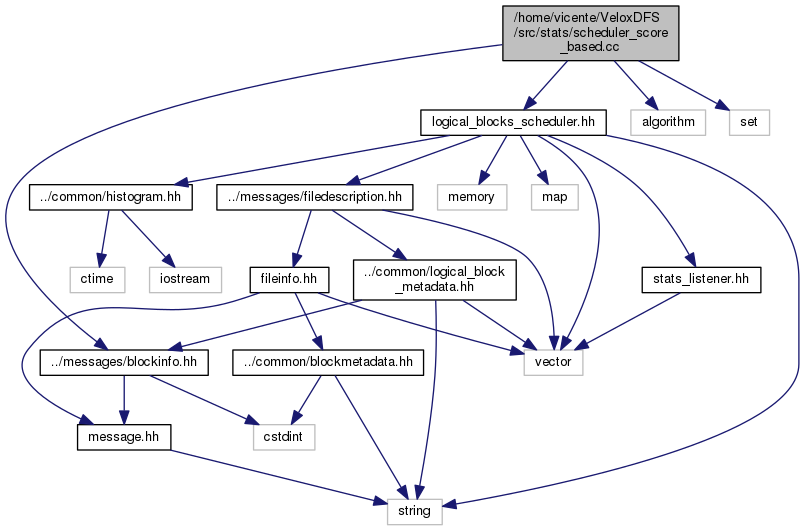 /home/vicente/VeloxDFS
/src/stats/scheduler_score
_based.cc
logical_blocks_scheduler.hh
algorithm
set
../common/histogram.hh
../messages/filedescription.hh
memory
map
ctime
iostream
fileinfo.hh
../common/logical_block
_metadata.hh
stats_listener.hh
../messages/blockinfo.hh
../common/blockmetadata.hh
vector
message.hh
cstdint
string